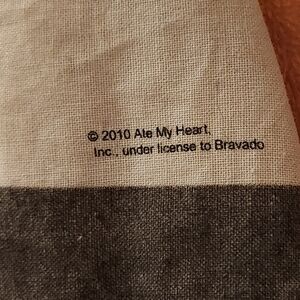 © 2010 Ate My Heart,
Inc., under license to Bravado